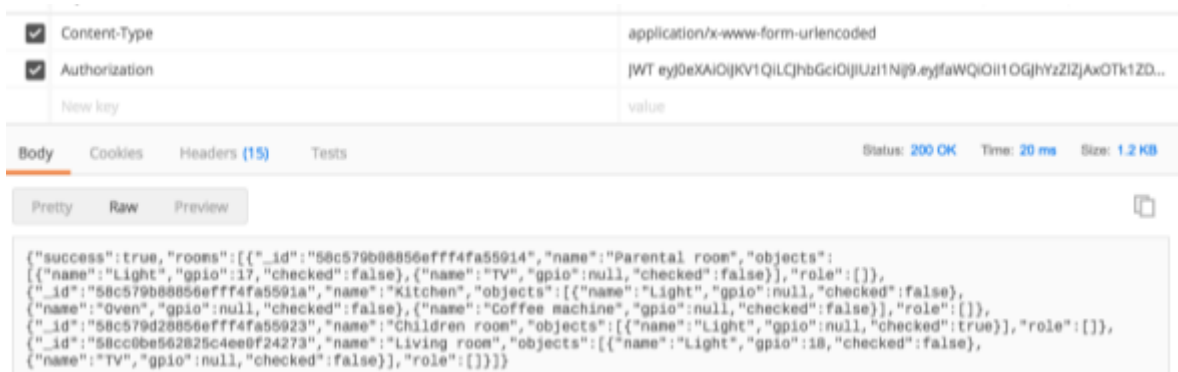 Content-Type application/x-www-form-urlencoded
Authorization JWT eyJ0eXAiOiJKV1QiLCJhbGciOiJIUzI1NiJ9.eyJfaWQiOiI1OGJhYzZlZjAxOTk1ZD...
New key value
Body Cookies Headers (15) Tests Status: 200 OK Time: 20 ms Size: 1.2 KB
Pretty Raw Preview
{"success":true,"rooms":[{"_id":"58c579b08856efff4fa55914","name":"Parental room","objects":
[{"name":"Light","gpio":17,"checked":false},{"name":"TV","gpio":null,"checked":false}],"role":[]},
{"_id":"58c579b88856efff4fa5591a","name":"Kitchen","objects":[{"name":"Light","gpio":null,"checked":false},
{"name":"Oven","gpio":null,"checked":false},{"name":"Coffee machine","gpio":null,"checked":false}],"role":[]},
{"_id":"58c579d28856efff4fa55923","name":"Children room","objects":[{"name":"Light","gpio":null,"checked":true}],"role":[]},
{"_id":"58cc0be562825c4ee0f24273","name":"Living room","objects":[{"name":"Light","gpio":18,"checked":false},
{"name":"TV","gpio":null,"checked":false}],"role":[]}]}